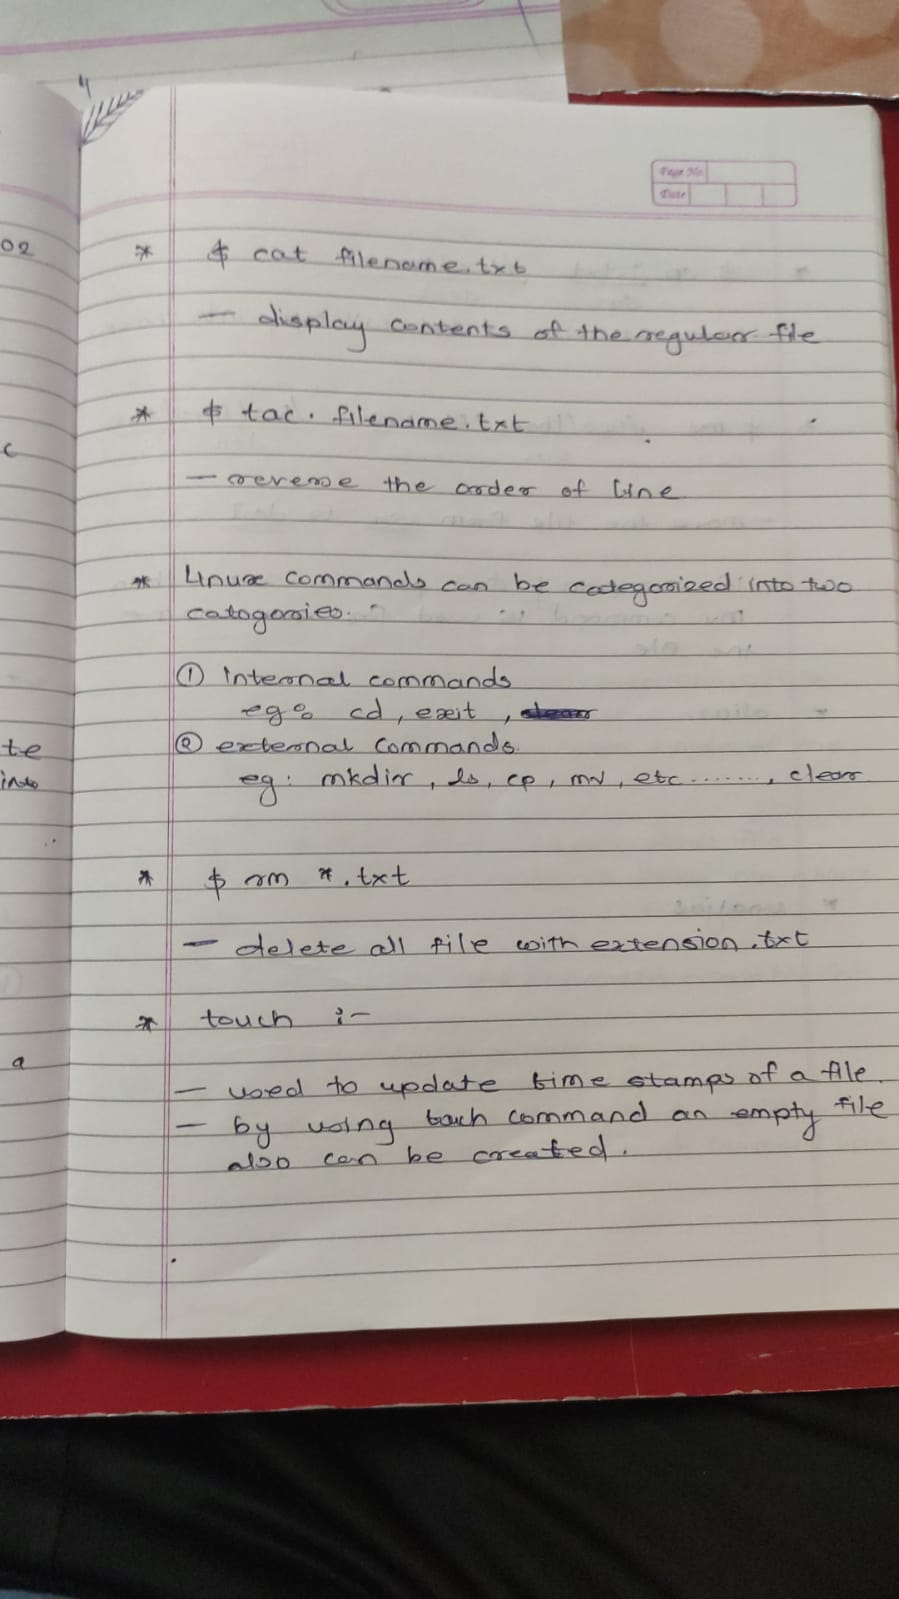 4
Page No
Date
02
* $ cat filename.txt
— display contents of the regular file
* $ tac. filename.txt
c
— reverse the order of line
* Linux commands can be categorized into two
catogories.
① Internal commands
eg: cd, exit,
te
② external commands.
into
eg: mkdir, ls, cp, mv, etc ......., clear
* $ rm *.txt
— delete all file with extension .txt
* touch :-
a
— used to update time stamps of a file.
— by using toch command an empty file
also can be created.